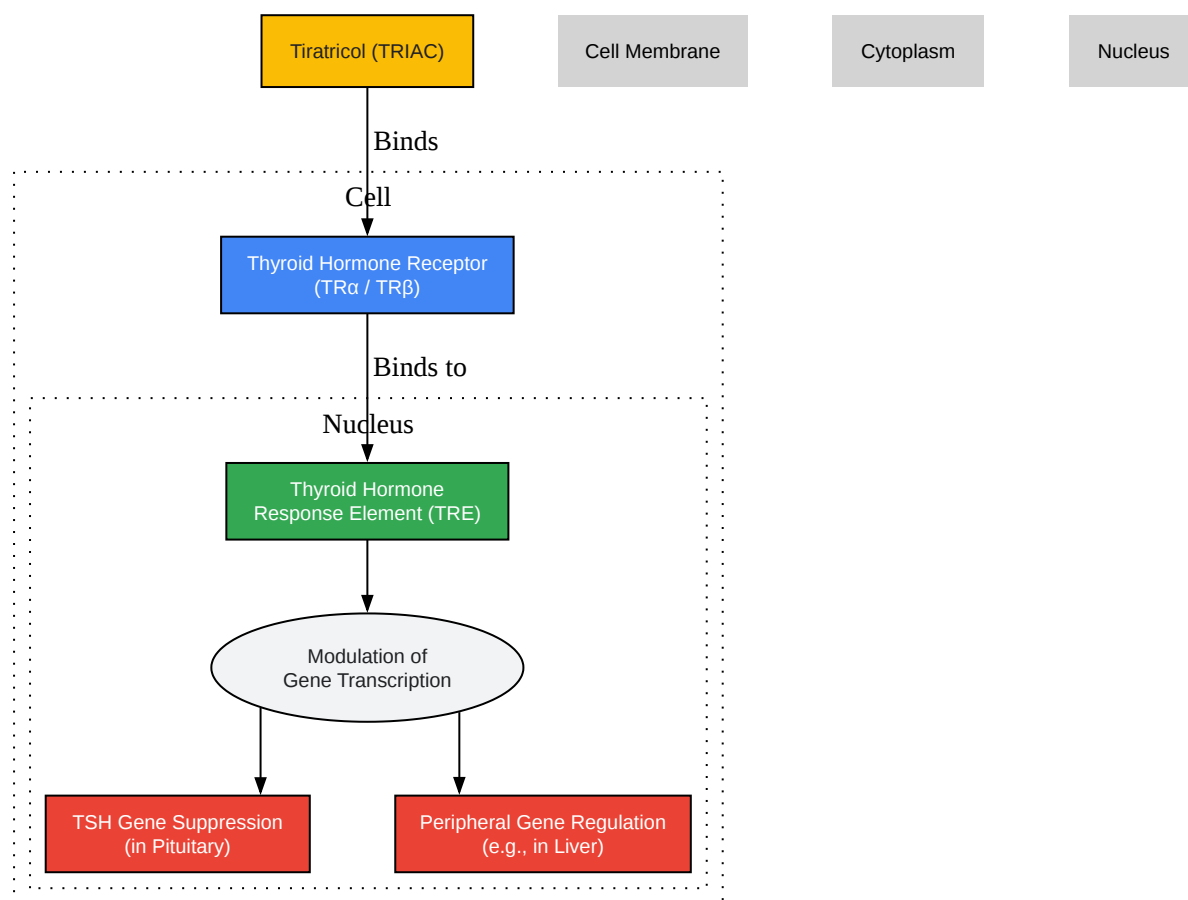 Tiratricol (TRIAC)
Cell Membrane
Cytoplasm
Nucleus
Binds
Cell
Thyroid Hormone Receptor
(TRα / TRβ)
Binds to
Nucleus
Thyroid Hormone
Response Element (TRE)
Modulation of
Gene Transcription
TSH Gene Suppression
(in Pituitary)
Peripheral Gene Regulation
(e.g., in Liver)